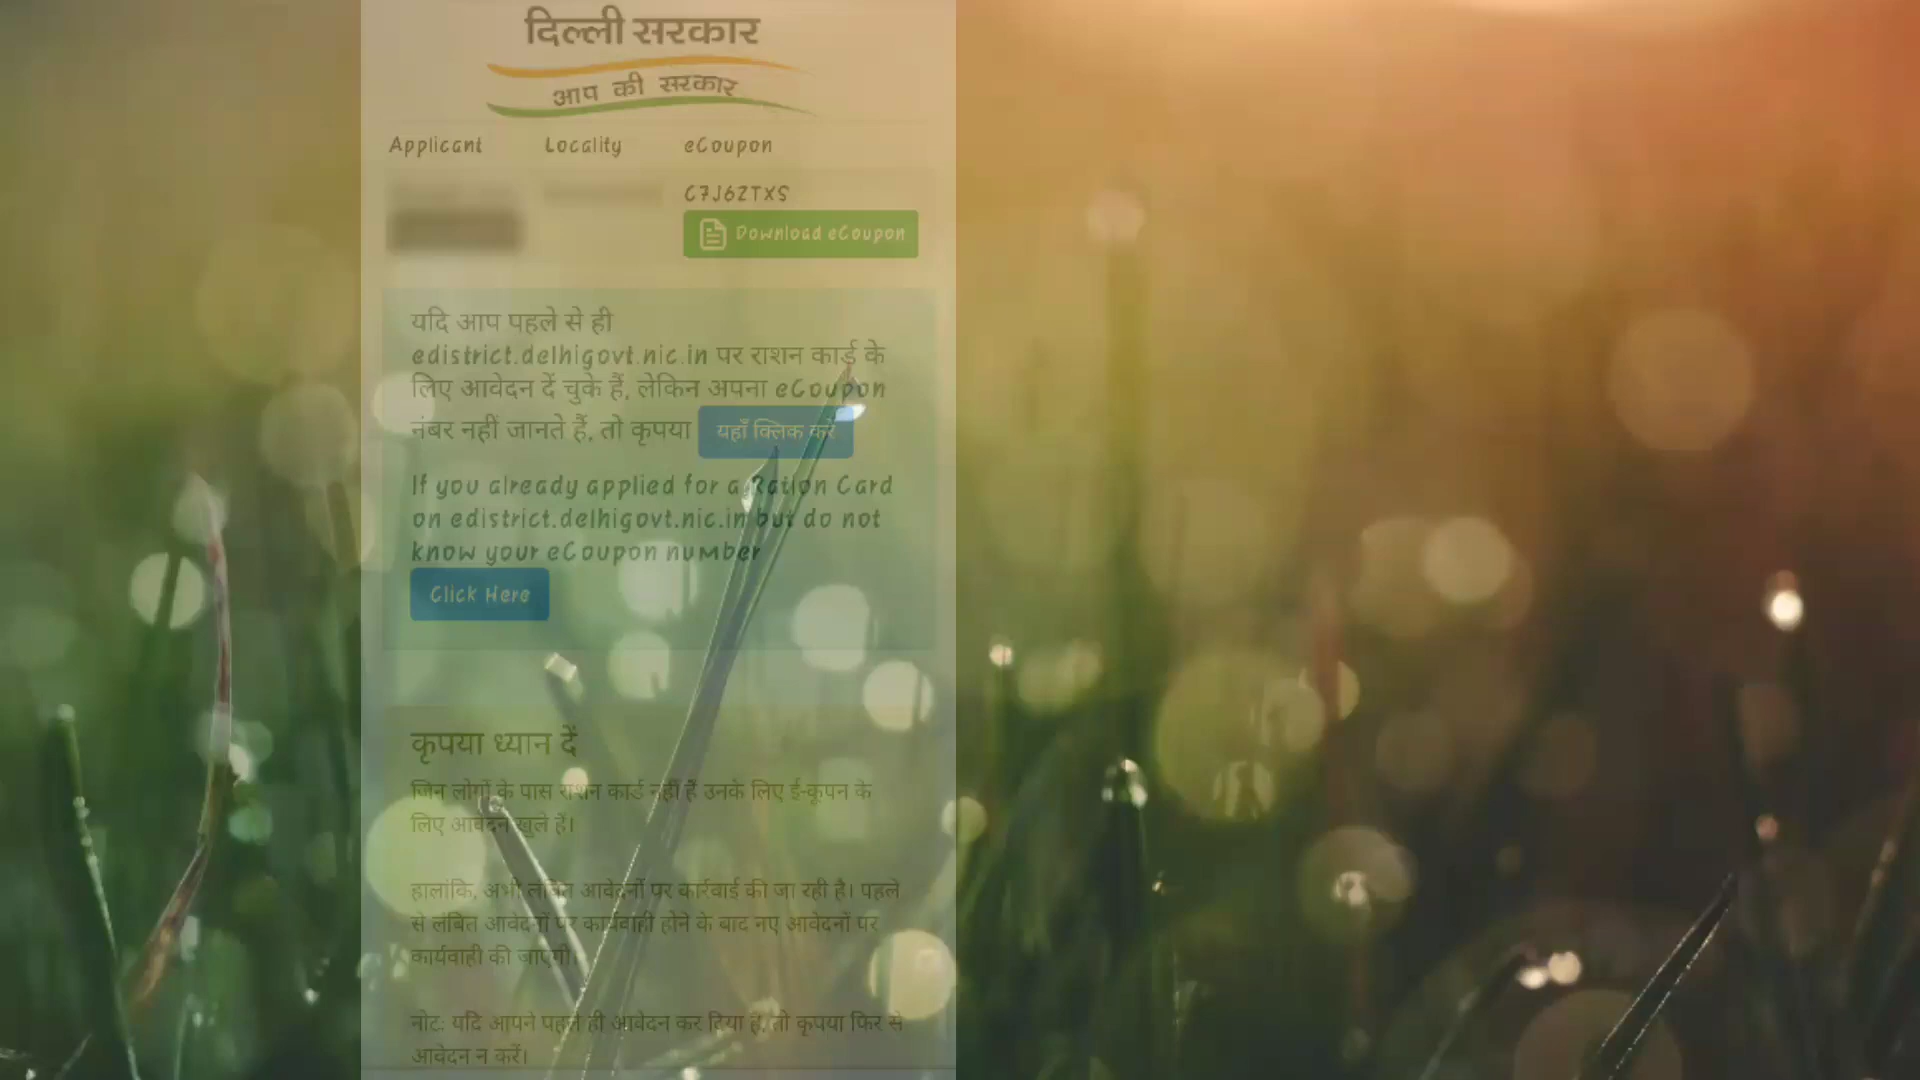 दिल्ली सरकार
आप की सरकार
Applicant Locality eCoupon
C7J6ZTXS
Download eCoupon
यदि आप पहले से ही
edistrict.delhigovt.nic.in पर राशन कार्ड के
लिए आवेदन दें चुके हैं, लेकिन अपना eCoupon
नंबर नहीं जानते हैं, तो कृपया यहाँ क्लिक करें
If you already applied for a Ration Card
on edistrict.delhigovt.nic.in but do not
know your eCoupon number
Click Here
कृपया ध्यान दें
जिन लोगों के पास राशन कार्ड नहीं हैं उनके लिए ई-कूपन के
लिए आवेदन खुले हैं।
हालांकि, अभी लंबित आवेदनों पर कार्रवाई की जा रही है। पहले
से लंबित आवेदनों पर कार्यवाही होने के बाद नए आवेदनों पर
कार्यवाही की जाएगी।
नोट: यदि आपने पहले ही आवेदन कर दिया है, तो कृपया फिर से
आवेदन न करें।